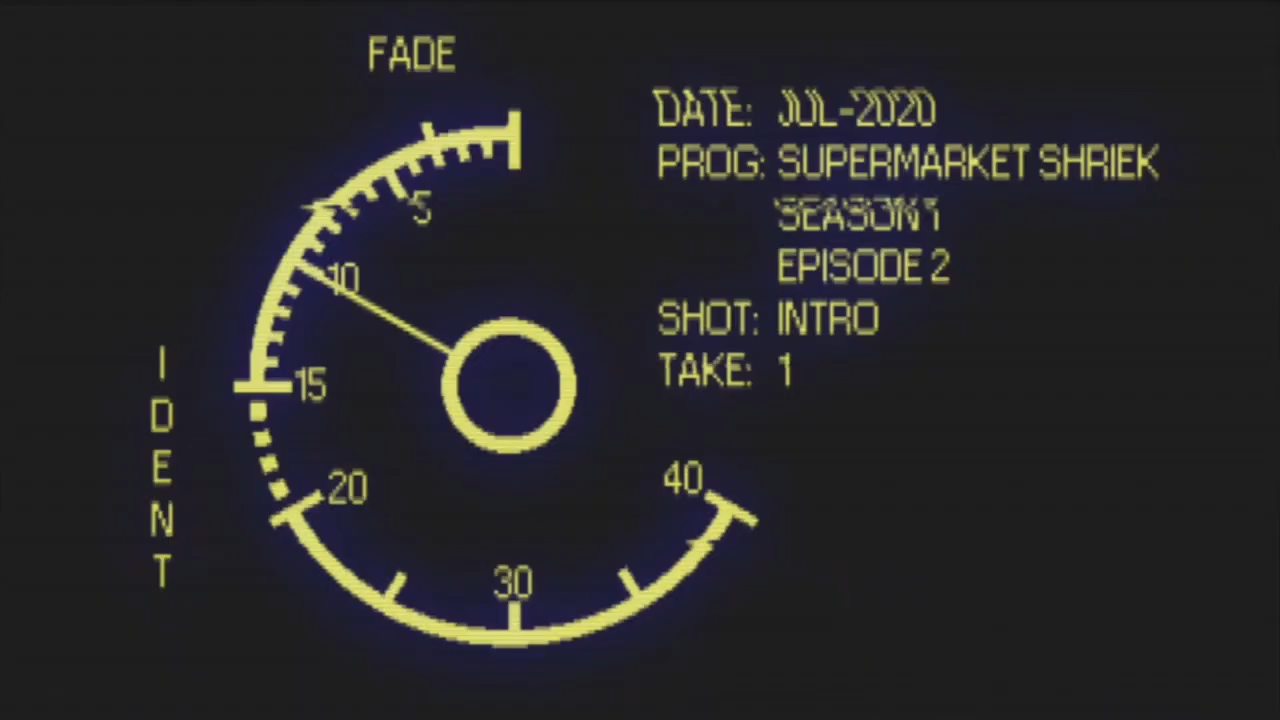 FADE
DATE: JUL-2020
PROG: SUPERMARKET SHRIEK
SEASON 1
EPISODE 2
SHOT: INTRO
TAKE: 1
5
10
15
20
30
40
IDENT